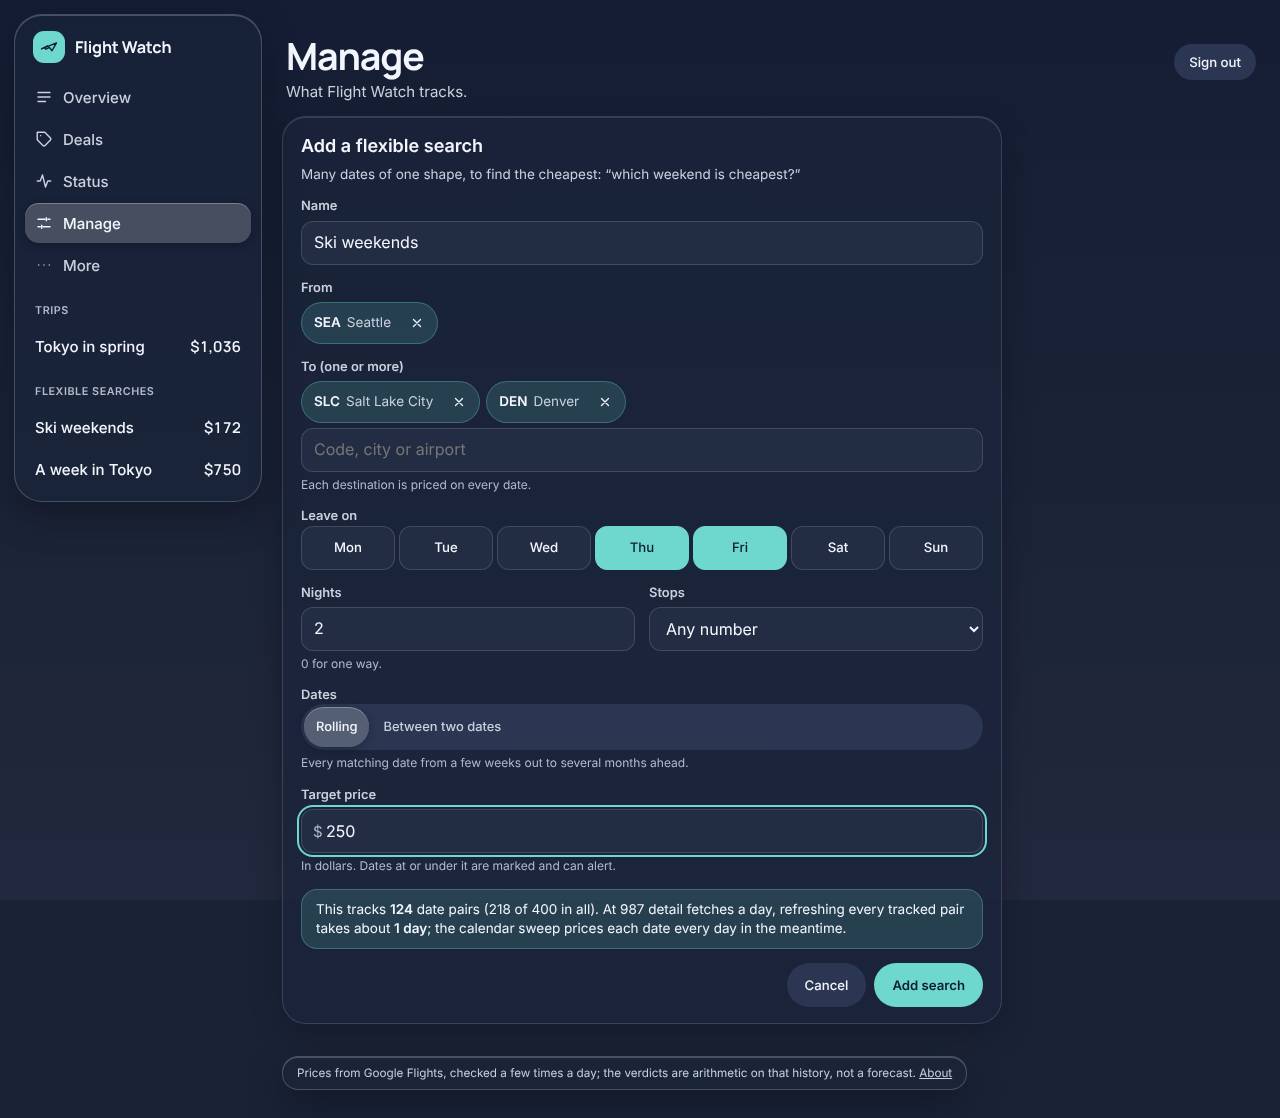 Flight Watch
Overview
Deals
Status
Manage
More
TRIPS
Tokyo in spring $1,036
FLEXIBLE SEARCHES
Ski weekends $172
A week in Tokyo $750
Manage
What Flight Watch tracks.
Sign out
Add a flexible search
Many dates of one shape, to find the cheapest: “which weekend is cheapest?”
Name
Ski weekends
From
SEA Seattle ×
To (one or more)
SLC Salt Lake City × DEN Denver ×
Code, city or airport
Each destination is priced on every date.
Leave on
Mon Tue Wed Thu Fri Sat Sun
Nights Stops
2 Any number
0 for one way.
Dates
Rolling Between two dates
Every matching date from a few weeks out to several months ahead.
Target price
$ 250
In dollars. Dates at or under it are marked and can alert.
This tracks 124 date pairs (218 of 400 in all). At 987 detail fetches a day, refreshing every tracked pair
takes about 1 day; the calendar sweep prices each date every day in the meantime.
Cancel Add search
Prices from Google Flights, checked a few times a day; the verdicts are arithmetic on that history, not a forecast. About